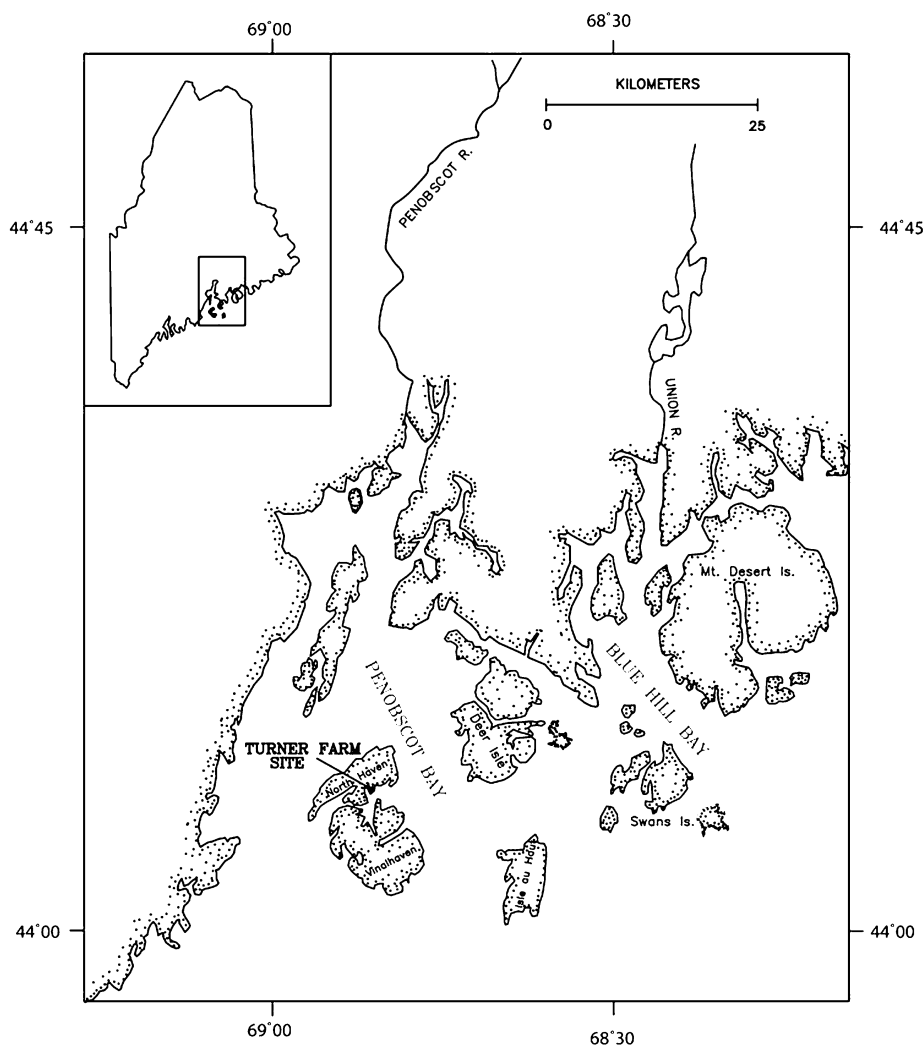 69°00
68°30
KILOMETERS
0 25
PENOBSCOT R.
44°45
44°45
UNION R.
Mt. Desert Is.
BLUE HILL BAY
PENOBSCOT BAY
Deer Isle
TURNER FARM
SITE
North Haven
Swans Is.
Vinalhaven
Isle au Haut
44°00
44°00
69°00
68°30